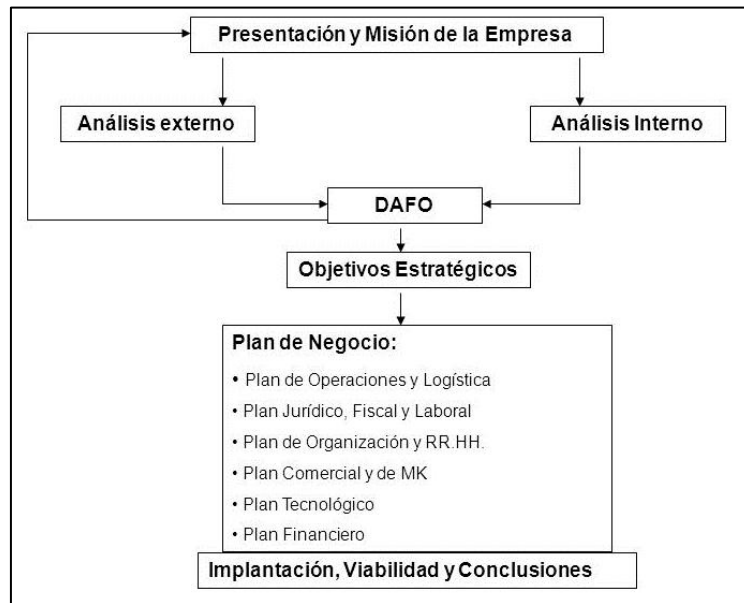 Presentación y Misión de la Empresa
Análisis externo
Análisis Interno
DAFO
Objetivos Estratégicos
Plan de Negocio:
• Plan de Operaciones y Logística
• Plan Jurídico, Fiscal y Laboral
• Plan de Organización y RR.HH.
• Plan Comercial y de MK
• Plan Tecnológico
• Plan Financiero
Implantación, Viabilidad y Conclusiones